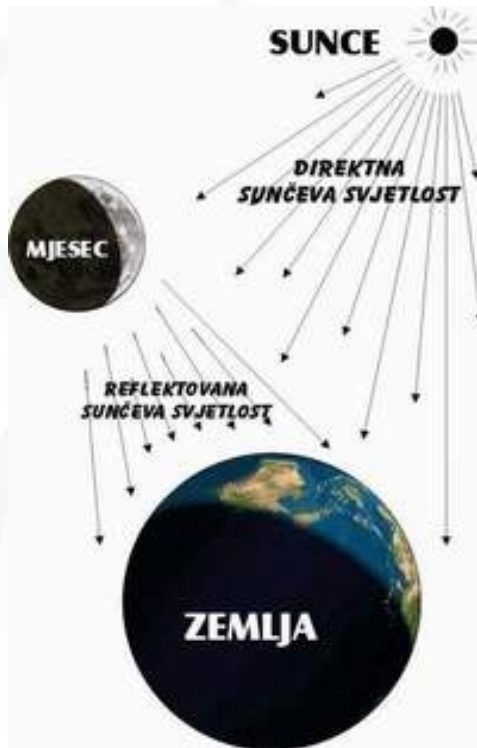 SUNCE
DIREKTNA
SUNČEVA SVJETLOST
MJESEC
REFLEKTOVANA
SUNČEVA SVJETLOST
ZEMLJA